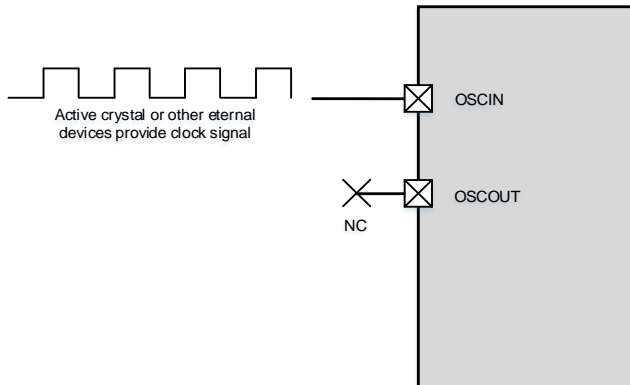 OSCIN
Active crystal or other eternal
devices provide clock signal
OSCOUT
NC